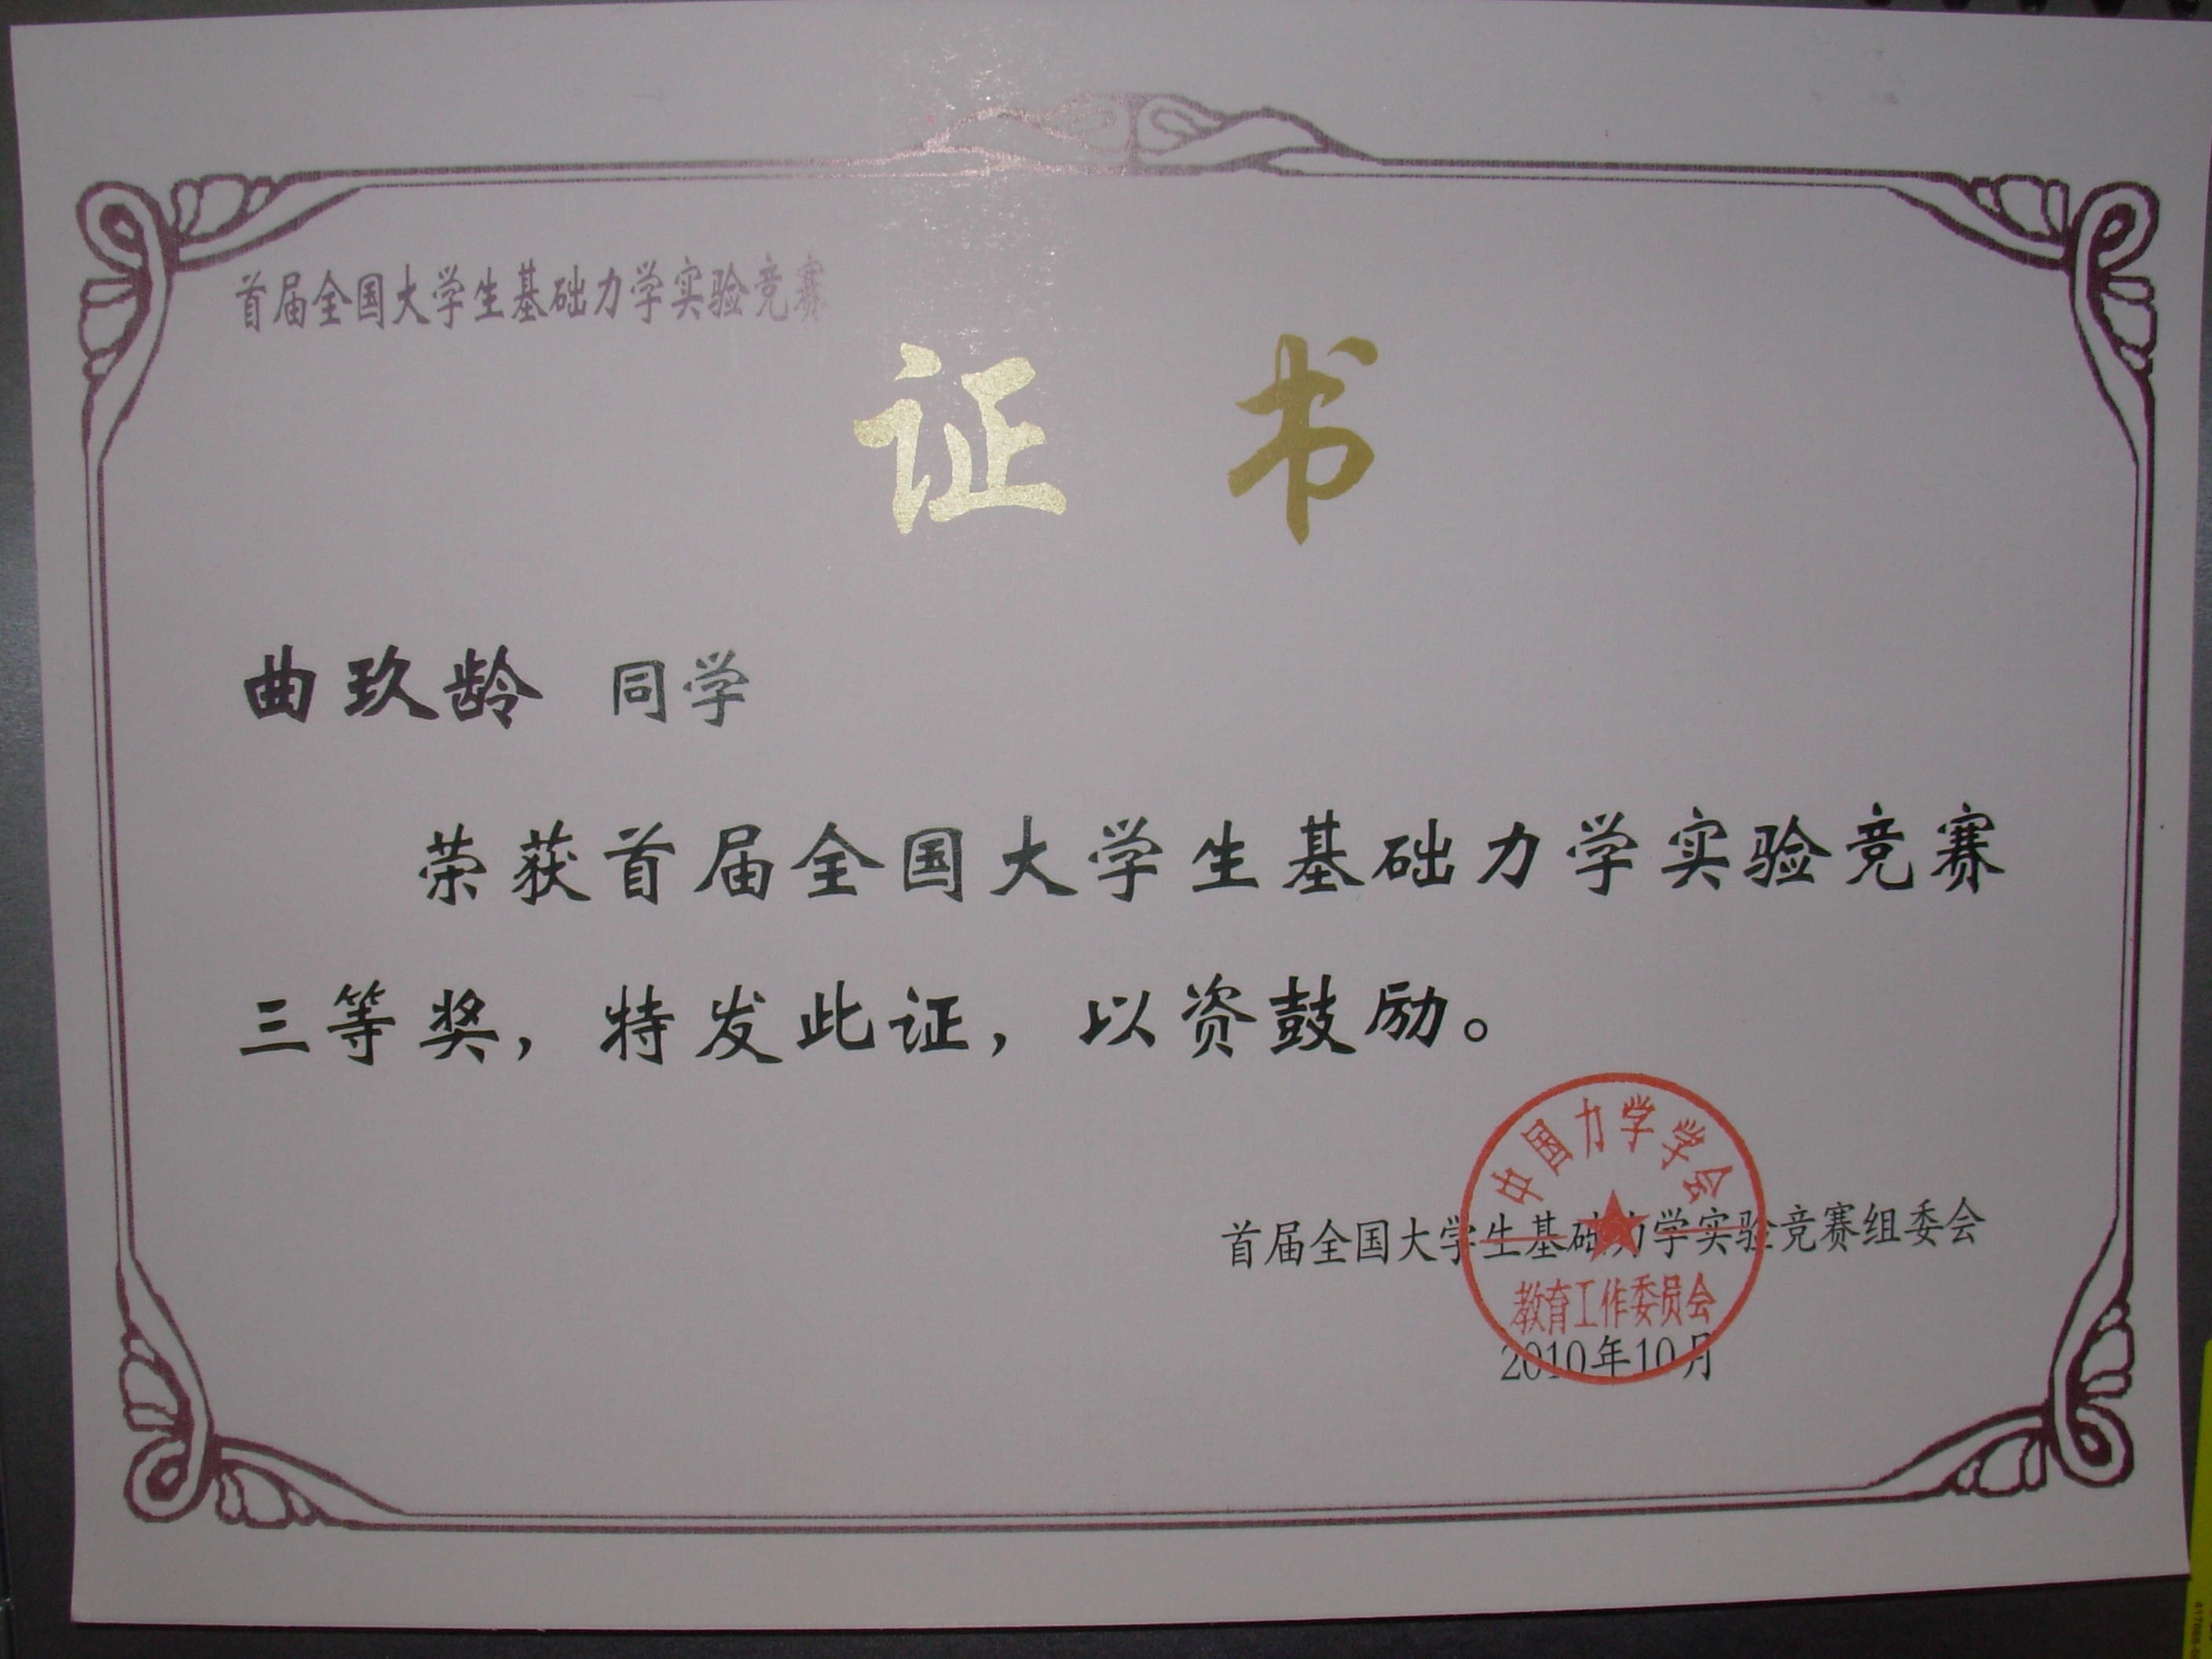 首届全国大学生基础力学实验竞赛
证 书
曲玖龄 同学
荣获首届全国大学生基础力学实验竞赛
三等奖，特发此证，以资鼓励。
中国力学学会
首届全国大学生基础力学实验竞赛组委会
教育工作委员会
2010年10月